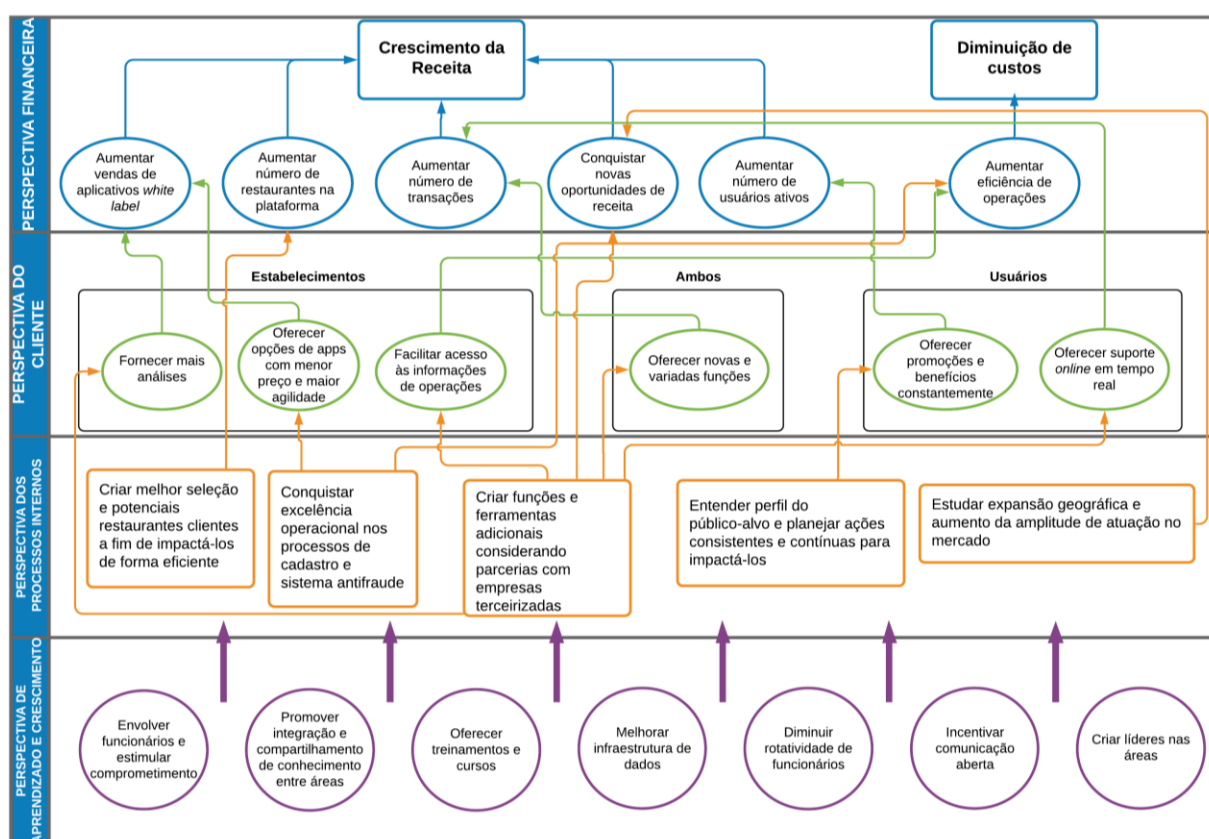 PERSPECTIVA FINANCEIRA
Crescimento da
Receita
Diminuição de
custos
Aumentar
vendas de
aplicativos white
label
Aumentar
número de
restaurantes na
plataforma
Aumentar
número de
transações
Conquistar
novas
oportunidades de
receita
Aumentar
número de
usuários ativos
Aumentar
eficiência de
operações
PERSPECTIVA DO
CLIENTE
Estabelecimentos
Ambos
Usuários
Fornecer mais
análises
Oferecer
opções de apps
com menor
preço e maior
agilidade
Facilitar acesso
às informações
de operações
Oferecer novas e
variadas funções
Oferecer
promoções e
benefícios
constantemente
Oferecer suporte
online em tempo
real
PERSPECTIVA DOS
PROCESSOS INTERNOS
Criar melhor seleção
e potenciais
restaurantes clientes
a fim de impactá-los
de forma eficiente
Conquistar
excelência
operacional nos
processos de
cadastro e
sistema antifraude
Criar funções e
ferramentas
adicionais
considerando
parcerias com
empresas
terceirizadas
Entender perfil do
público-alvo e planejar ações
consistentes e contínuas para
impactá-los
Estudar expansão geográfica e
aumento da amplitude de atuação no
mercado
PERSPECTIVA DE
APRENDIZADO E CRESCIMENTO
Envolver
funcionários e
estimular
comprometimento
Promover
integração e
compartilhamento
de conhecimento
entre áreas
Oferecer
treinamentos e
cursos
Melhorar
infraestrutura de
dados
Diminuir
rotatividade de
funcionários
Incentivar
comunicação
aberta
Criar líderes nas
áreas